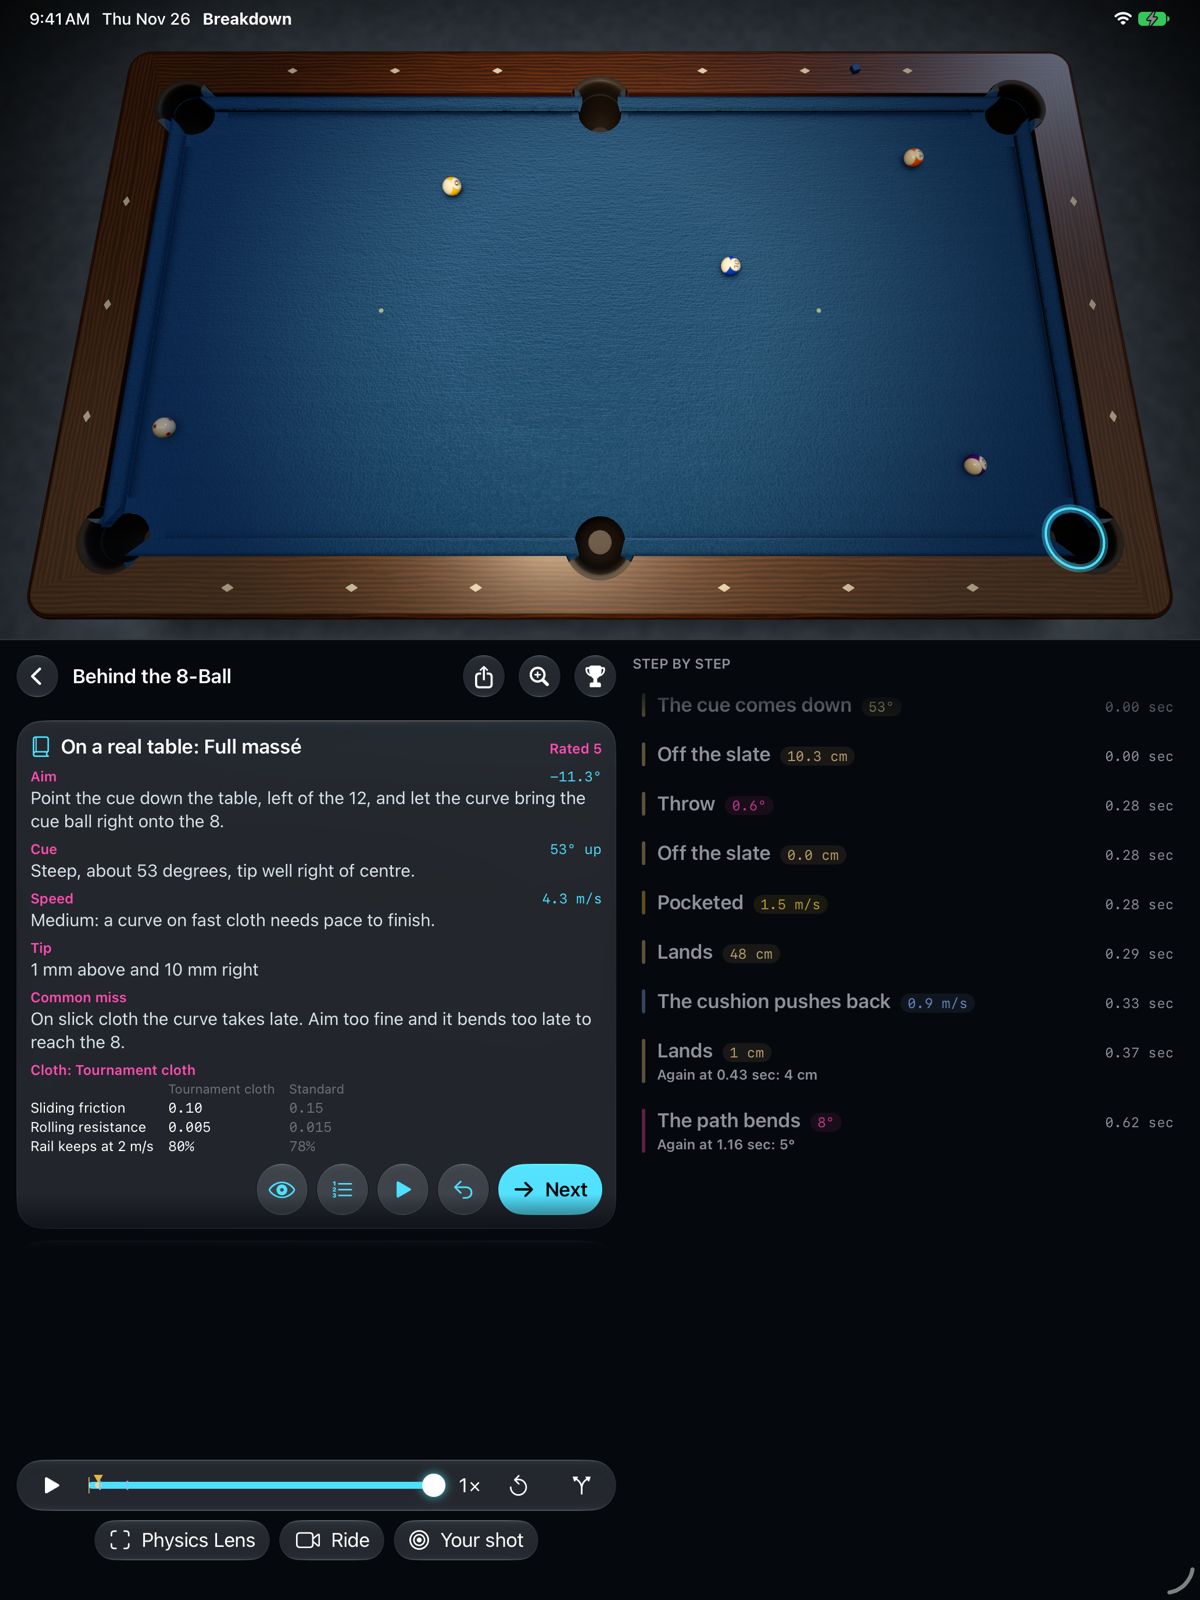 9:41 AM Thu Nov 26 Breakdown
Behind the 8-Ball
On a real table: Full massé
Rated 5
Aim
−11.3°
Point the cue down the table, left of the 12, and let the curve bring the
cue ball right onto the 8.
Cue
53° up
Steep, about 53 degrees, tip well right of centre.
Speed
4.3 m/s
Medium: a curve on fast cloth needs pace to finish.
Tip
1 mm above and 10 mm right
Common miss
On slick cloth the curve takes late. Aim too fine and it bends too late to
reach the 8.
Cloth: Tournament cloth
Tournament cloth Standard
Sliding friction 0.10 0.15
Rolling resistance 0.005 0.015
Rail keeps at 2 m/s 80% 78%
Next
1×
Physics Lens
Ride
Your shot
STEP BY STEP
The cue comes down 53° 0.00 sec
Off the slate 10.3 cm 0.00 sec
Throw 0.6° 0.28 sec
Off the slate 0.0 cm 0.28 sec
Pocketed 1.5 m/s 0.28 sec
Lands 48 cm 0.29 sec
The cushion pushes back 0.9 m/s 0.33 sec
Lands 1 cm 0.37 sec
Again at 0.43 sec: 4 cm
The path bends 8° 0.62 sec
Again at 1.16 sec: 5°